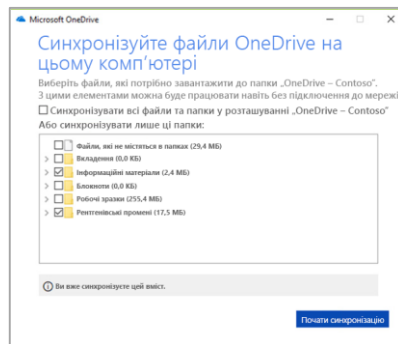 Microsoft OneDrive
Синхронізуйте файли OneDrive на
цьому комп'ютері
Виберіть файли, які потрібно завантажити до папки „OneDrive – Contoso".
З цими елементами можна буде працювати навіть без підключення до мережі
Синхронізувати всі файли та папки у розташуванні „OneDrive – Contoso"
Або синхронізувати лише ці папки:
Файли, які не містяться в папках (29,4 МБ)
Вкладення (0,0 КБ)
Інформаційні матеріали (2,4 МБ)
Блокноти (0,0 КБ)
Робочі зразки (255,4 МБ)
Рентгенівські промені (17,5 МБ)
Ви вже синхронізуєте цей вміст.
Почати синхронізацію